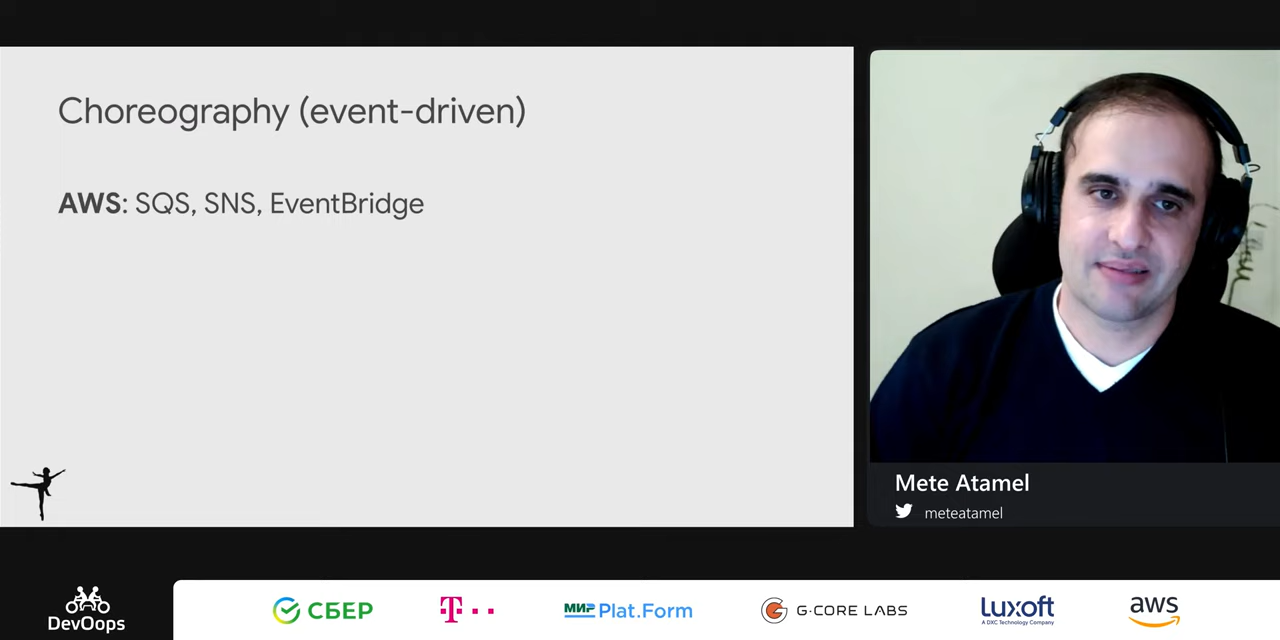 Choreography (event-driven)
AWS: SQS, SNS, EventBridge
Mete Atamel
meteatamel
DevOops
СБЕР
T
МИР Plat.Form
G·CORE LABS
Luxoft
A DXC Technology Company
aws